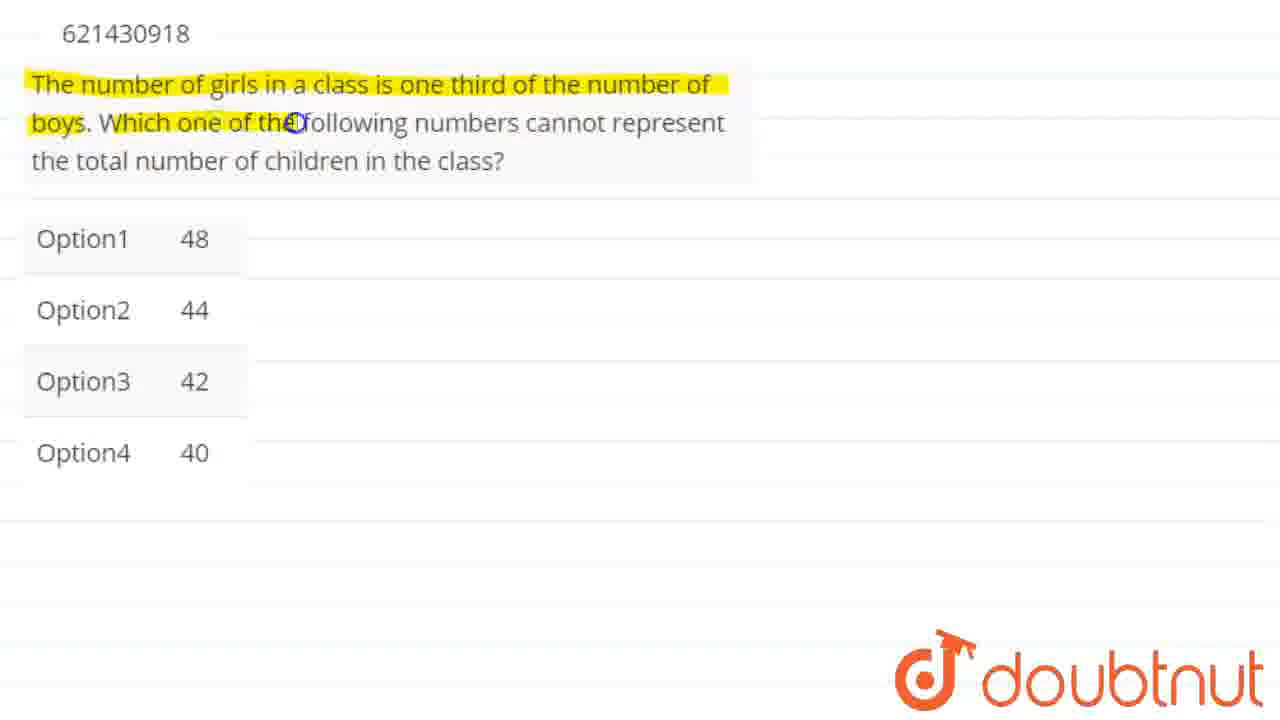 621430918
The number of girls in a class is one third of the number of
boys. Which one of the following numbers cannot represent
the total number of children in the class?
Option1 48
Option2 44
Option3 42
Option4 40
doubtnut